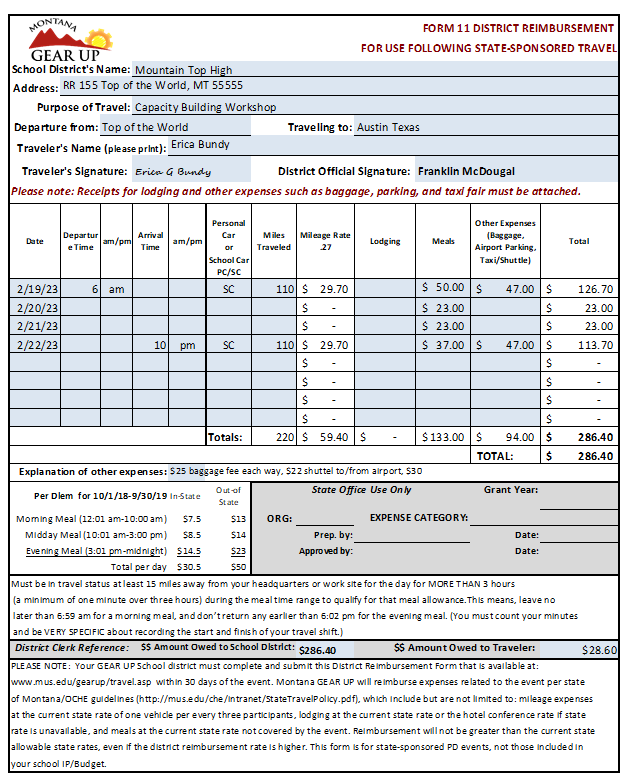 MONTANA
GEAR UP
FORM 11 DISTRICT REIMBURSEMENT
FOR USE FOLLOWING STATE-SPONSORED TRAVEL
School District's Name: Mountain Top High
Address: RR 155 Top of the World, MT 55555
Purpose of Travel: Capacity Building Workshop
Departure from: Top of the World Traveling to: Austin Texas
Traveler's Name (please print): Erica Bundy
Traveler's Signature: Erica G Bundy District Official Signature: Franklin McDougal
Please note: Receipts for lodging and other expenses such as baggage, parking, and taxi fair must be attached.
Date Departure Time am/pm Arrival Time am/pm Personal Car or School Car PC/SC Miles Traveled Mileage Rate .27 Lodging Meals Other Expenses (Baggage, Airport Parking, Taxi/Shuttle) Total
2/19/23 6 am SC 110 $ 29.70 $ 50.00 $ 47.00 $ 126.70
2/20/23 $ - $ 23.00 $ 23.00
2/21/23 $ - $ 23.00 $ 23.00
2/22/23 10 pm SC 110 $ 29.70 $ 37.00 $ 47.00 $ 113.70
$ - $ -
$ - $ -
$ - $ -
$ - $ -
Totals: 220 $ 59.40 $ - $133.00 $ 94.00 $ 286.40
TOTAL: $ 286.40
Explanation of other expenses: $25 baggage fee each way, $22 shuttel to/from airport, $30
Per Diem for 10/1/18-9/30/19 In-State Out-of State
Morning Meal (12:01 am-10:00 am) $7.5 $13
Midday Meal (10:01 am-3:00 pm) $8.5 $14
Evening Meal (3:01 pm-midnight) $14.5 $23
Total per day $30.5 $50
State Office Use Only Grant Year:
ORG: EXPENSE CATEGORY:
Prep. by: Date:
Approved by: Date:
Must be in travel status at least 15 miles away from your headquarters or work site for the day for MORE THAN 3 hours
(a minimum of one minute over three hours) during the meal time range to qualify for that meal allowance.This means, leave no
later than 6:59 am for a morning meal, and don't return any earlier than 6:02 pm for the evening meal. (You must count your minutes
and be VERY SPECIFIC about recording the start and finish of your travel shift.)
District Clerk Reference: $$ Amount Owed to School District: $286.40 $$ Amount Owed to Traveler: $28.60
PLEASE NOTE: Your GEAR UP School district must complete and submit this District Reimbursement Form that is available at:
www.mus.edu/gearup/travel.asp within 30 days of the event. Montana GEAR UP will reimburse expenses related to the event per state
of Montana/OCHE guidelines (http://mus.edu/che/intranet/StateTravelPolicy.pdf), which include but are not limited to: mileage expenses
at the current state rate of one vehicle per every three participants, lodging at the current state rate or the hotel conference rate if state
rate is unavailable, and meals at the current state rate not covered by the event. Reimbursement will not be greater than the current state
allowable state rates, even if the district reimbursement rate is higher. This form is for state-sponsored PD events, not those included in
your school IP/Budget.